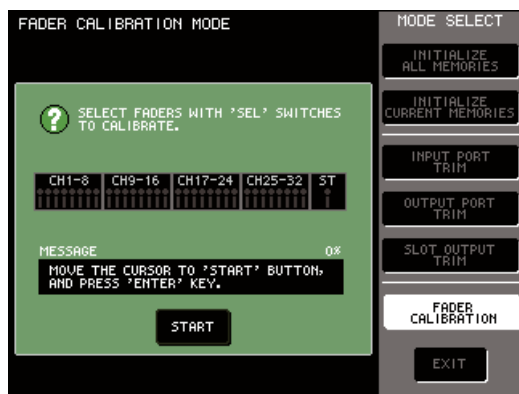 FADER CALIBRATION MODE
SELECT FADERS WITH 'SEL' SWITCHES
TO CALIBRATE.
CH1-8 CH9-16 CH17-24 CH25-32 ST
MESSAGE 0%
MOVE THE CURSOR TO 'START' BUTTON,
AND PRESS 'ENTER' KEY.
START
MODE SELECT
INITIALIZE
ALL MEMORIES
INITIALIZE
CURRENT MEMORIES
INPUT PORT
TRIM
OUTPUT PORT
TRIM
SLOT OUTPUT
TRIM
FADER
CALIBRATION
EXIT